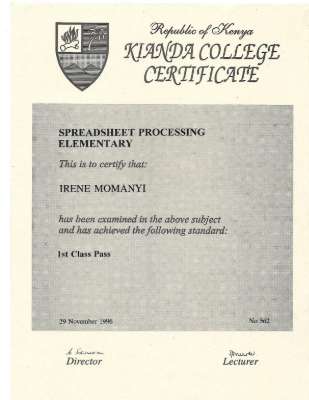 Republic of Kenya
KIANDA COLLEGE
CERTIFICATE
SPREADSHEET PROCESSING
ELEMENTARY
This is to certify that:
IRENE MOMANYI
has been examined in the above subject
and has achieved the following standard:
1st Class Pass
29 November 1996 No 562
Director Lecturer